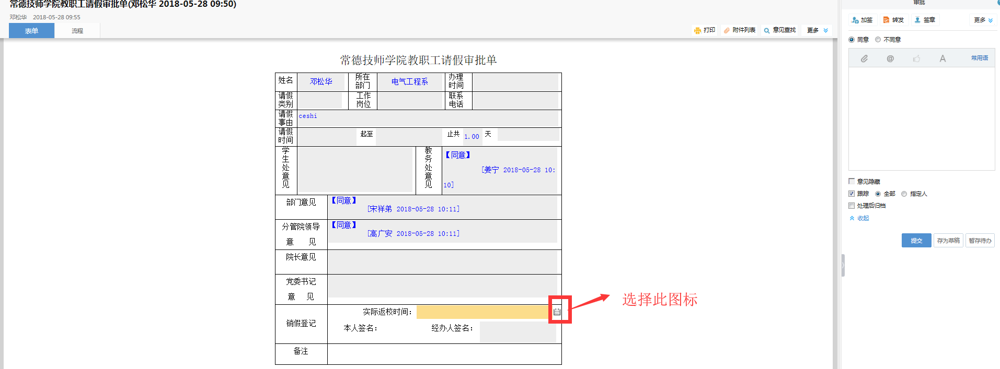 常德技师学院教职工请假审批单(邓松华 2018-05-28 09:50)
邓松华 2018-05-28 09:55
表单 流程
打印 附件列表 意见查找 更多
常德技师学院教职工请假审批单
姓名 邓松华 所在部门 电气工程系 办理时间
请假类别 工作岗位 联系电话
请假事由 ceshi
请假时间 起至 止共 1.00 天
学生处意见 教务处意见 【同意】
[姜宁 2018-05-28 10:
10]
部门意见 【同意】
[宋祥弟 2018-05-28 10:11]
分管院领导 【同意】
意 见 [高广安 2018-05-28 10:11]
院长意见
党委书记
意 见
实际返校时间：
选择此图标
销假登记
本人签名： 经办人签名：
备注
审批
加签 转发 签章 更多
同意 不同意
@ A 常用语
意见隐藏
跟踪 全部 指定人
处理后归档
收起
提交 存为草稿 暂存待办